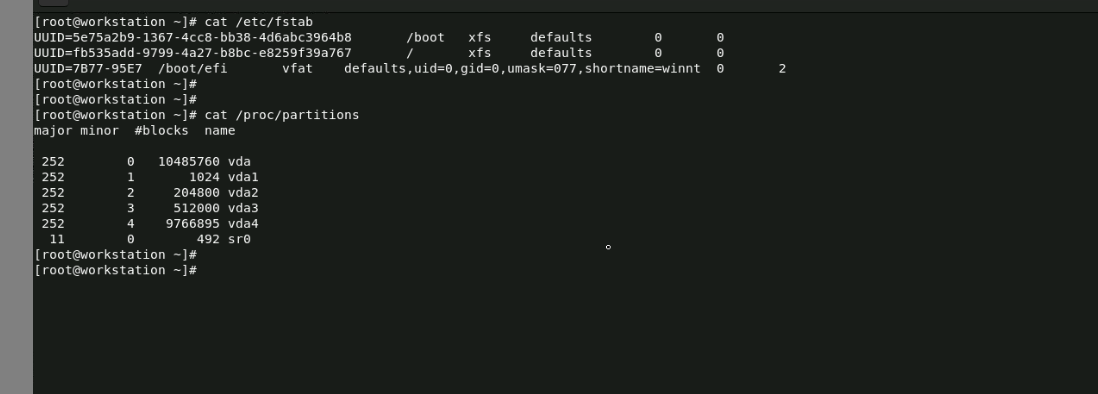 [root@workstation ~]# cat /etc/fstab
UUID=5e75a2b9-1367-4cc8-bb38-4d6abc3964b8       /boot   xfs     defaults        0       0
UUID=fb535add-9799-4a27-b8bc-e8259f39a767       /       xfs     defaults        0       0
UUID=7B77-95E7  /boot/efi       vfat    defaults,uid=0,gid=0,umask=077,shortname=winnt  0       2
[root@workstation ~]#
[root@workstation ~]#
[root@workstation ~]# cat /proc/partitions
major minor  #blocks  name
 252        0   10485760 vda
 252        1       1024 vda1
 252        2     204800 vda2
 252        3     512000 vda3
 252        4    9766895 vda4
  11        0        492 sr0
[root@workstation ~]#
[root@workstation ~]#